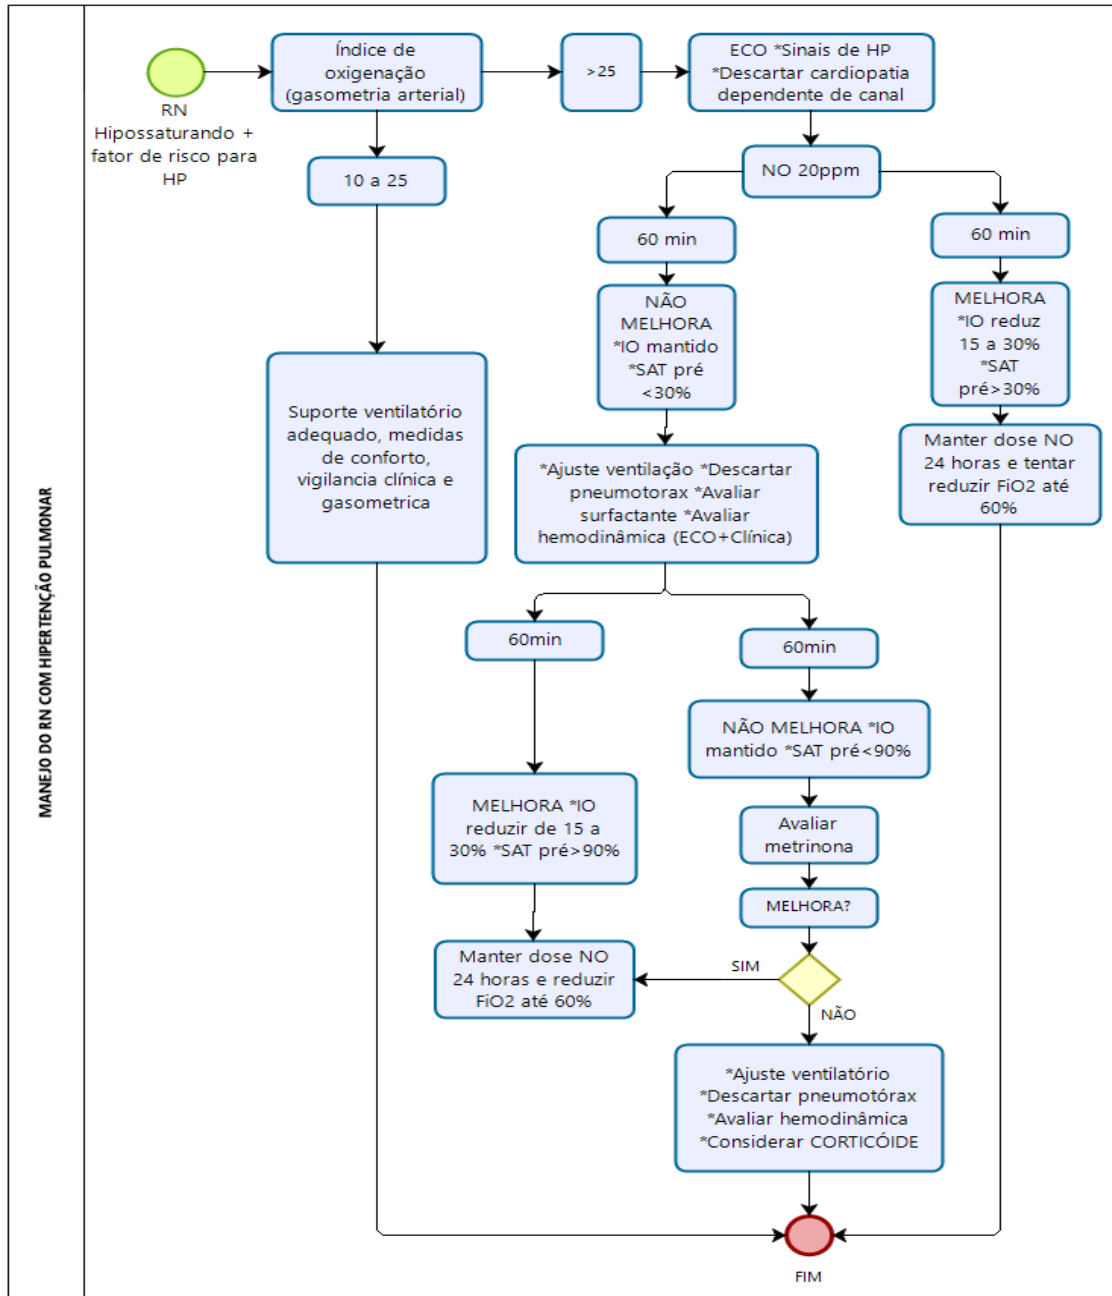 MANEJO DO RN COM HIPERTENÇÃO PULMONAR
RN
Hipossaturando +
fator de risco para
HP
Índice de
oxigenação
(gasometria arterial)
>25
ECO *Sinais de HP
*Descartar cardiopatia
dependente de canal
10 a 25
NO 20ppm
60 min
60 min
NÃO
MELHORA
*IO mantido
*SAT pré
<30%
MELHORA
*IO reduz
15 a 30%
*SAT
pré>30%
Suporte ventilatório
adequado, medidas
de conforto,
vigilancia clínica e
gasometrica
Manter dose NO
24 horas e tentar
reduzir FiO2 até
60%
*Ajuste ventilação *Descartar
pneumotorax *Avaliar
surfactante *Avaliar
hemodinâmica (ECO+Clínica)
60min
60min
NÃO MELHORA *IO
mantido *SAT pré<90%
MELHORA *IO
reduzir de 15 a
30% *SAT pré>90%
Avaliar
metrinona
MELHORA?
Manter dose NO
24 horas e reduzir
FiO2 até 60%
SIM
NÃO
*Ajuste ventilatório
*Descartar pneumotórax
*Avaliar hemodinâmica
*Considerar CORTICÓIDE
FIM